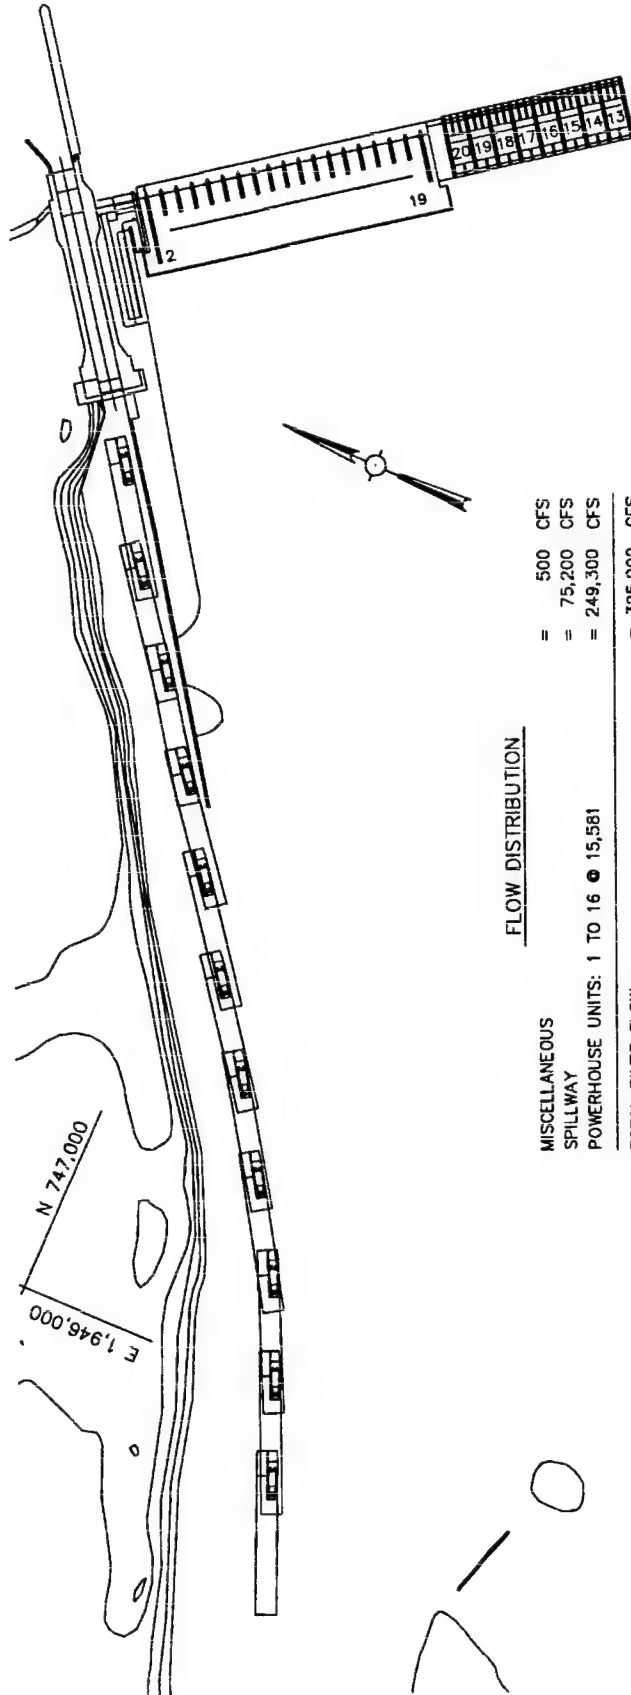 20 19 18 17 16 15 14 13
19
2
FLOW DISTRIBUTION
MISCELLANEOUS = 500 CFS
SPILLWAY = 75,200 CFS
POWERHOUSE UNITS: 1 TO 16 @ 15,581 = 249,300 CFS
N 747,000
E 1,946,000